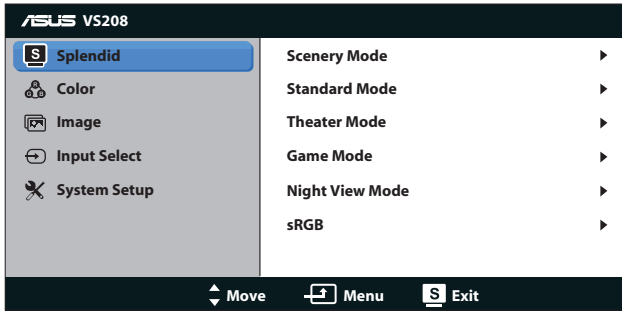 ASUS VS208
S Splendid
Color
Image
Input Select
System Setup
Scenery Mode
Standard Mode
Theater Mode
Game Mode
Night View Mode
sRGB
Move Menu S Exit